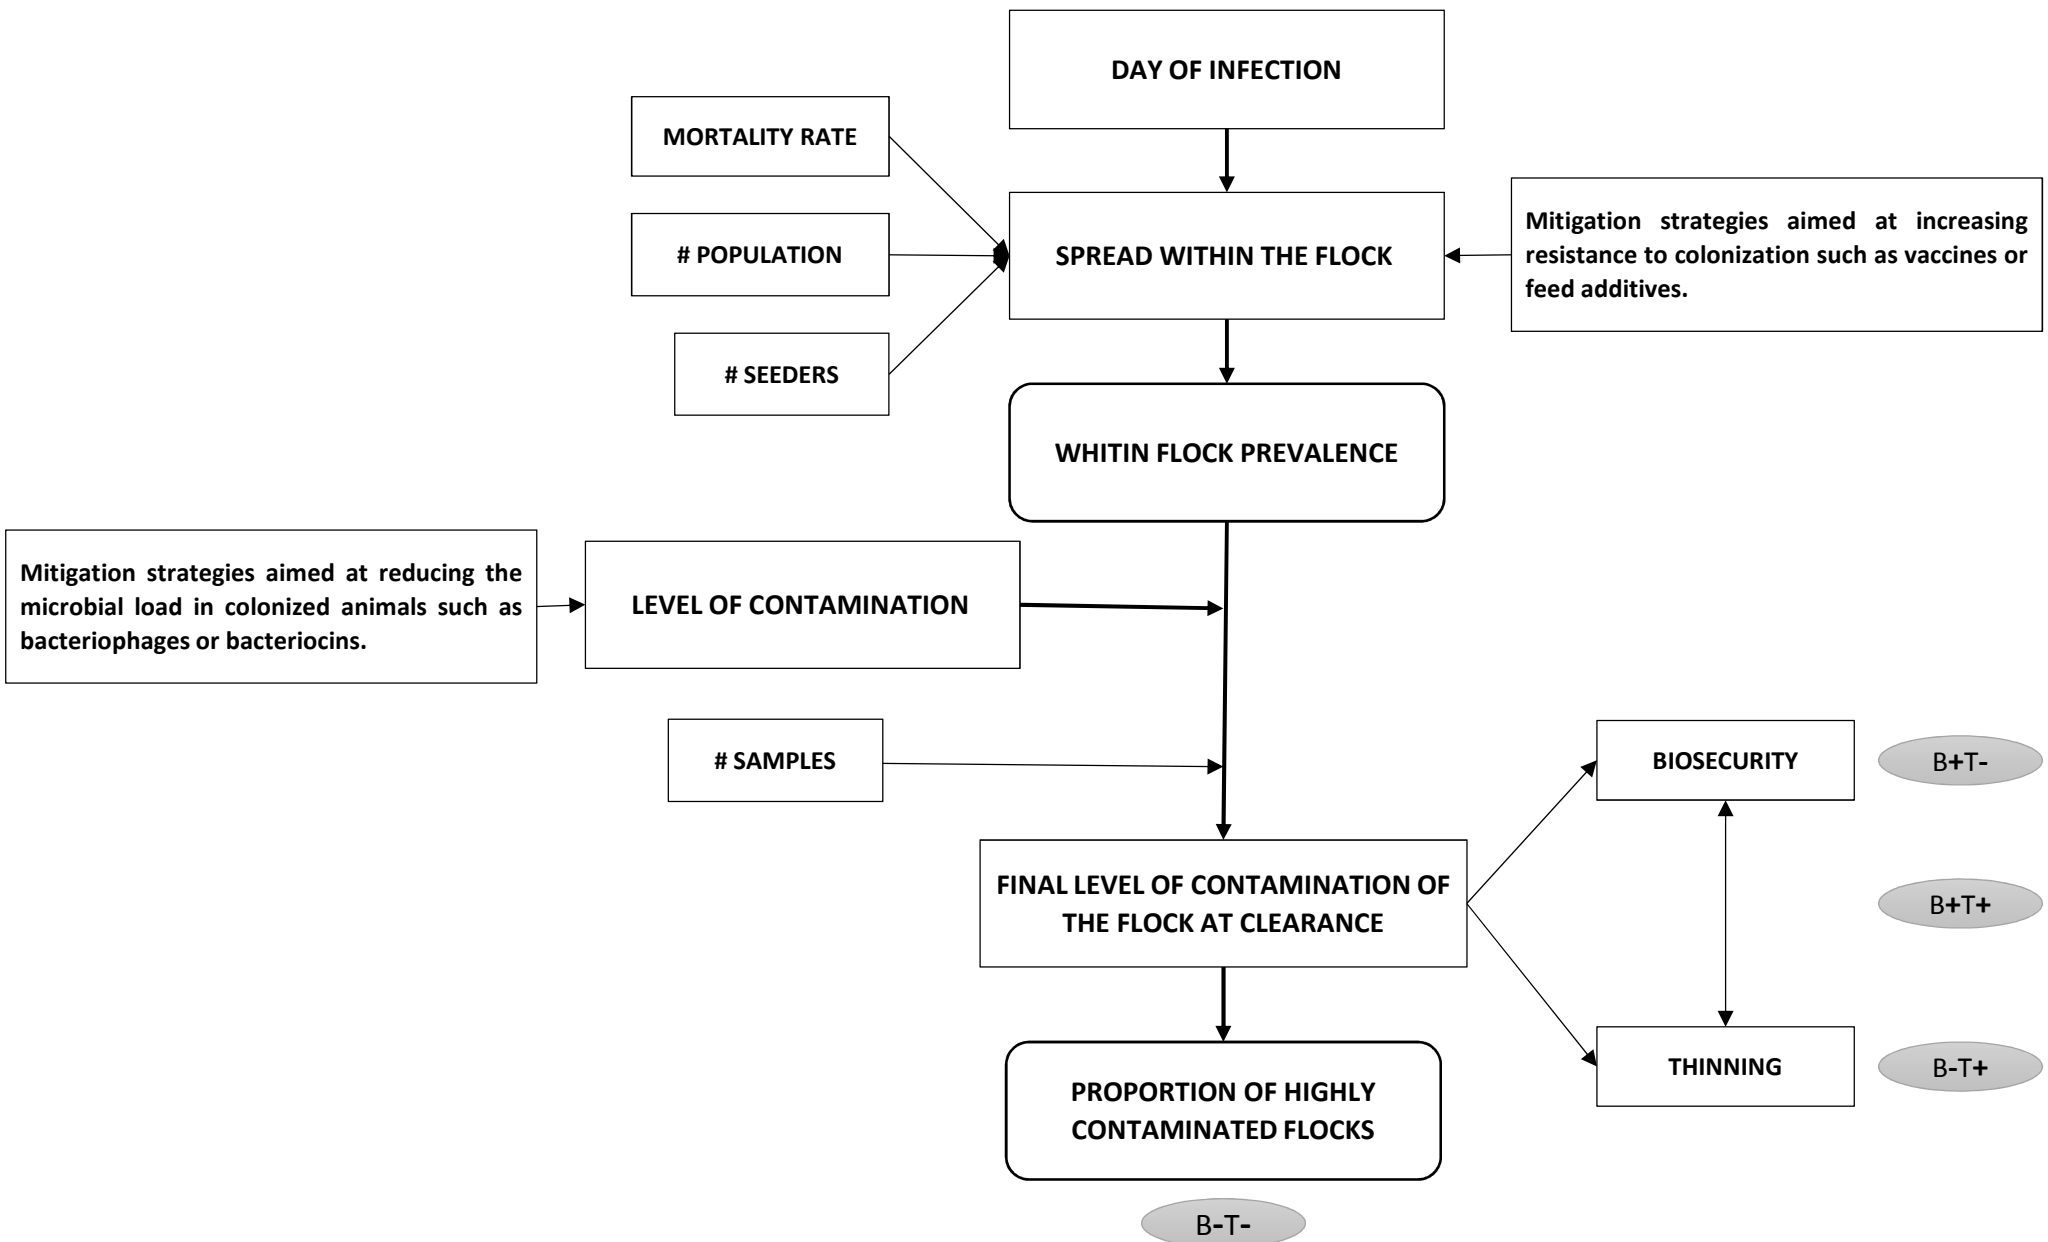 DAY OF INFECTION
MORTALITY RATE
# POPULATION
# SEEDERS
SPREAD WITHIN THE FLOCK
Mitigation strategies aimed at increasing
resistance to colonization such as vaccines or
feed additives.
WHITIN FLOCK PREVALENCE
Mitigation strategies aimed at reducing the
microbial load in colonized animals such as
bacteriophages or bacteriocins.
LEVEL OF CONTAMINATION
# SAMPLES
BIOSECURITY
B+T-
FINAL LEVEL OF CONTAMINATION OF
THE FLOCK AT CLEARANCE
B+T+
THINNING
B-T+
PROPORTION OF HIGHLY
CONTAMINATED FLOCKS
B-T-